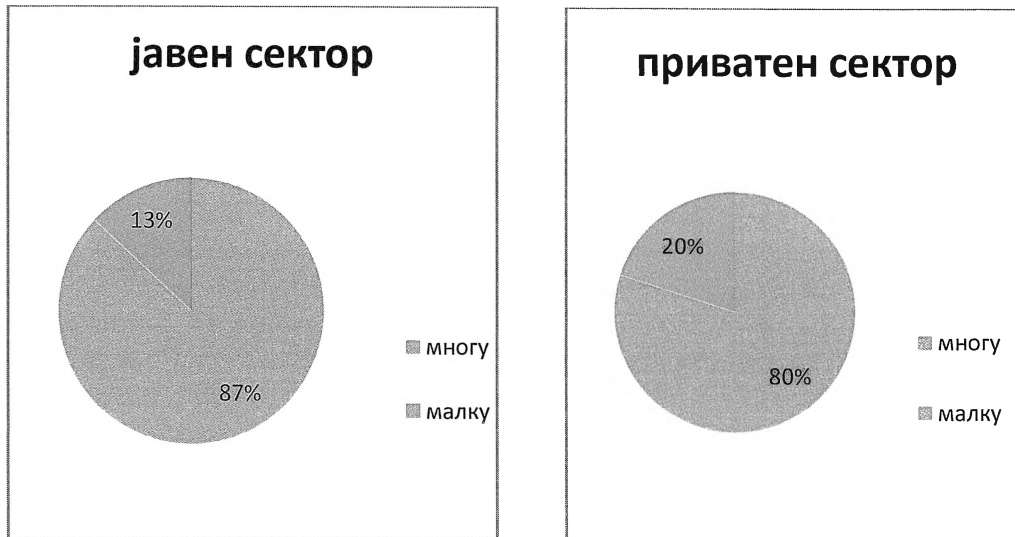 јавен сектор
13%
87%
многу
малку
приватен сектор
20%
80%
многу
малку